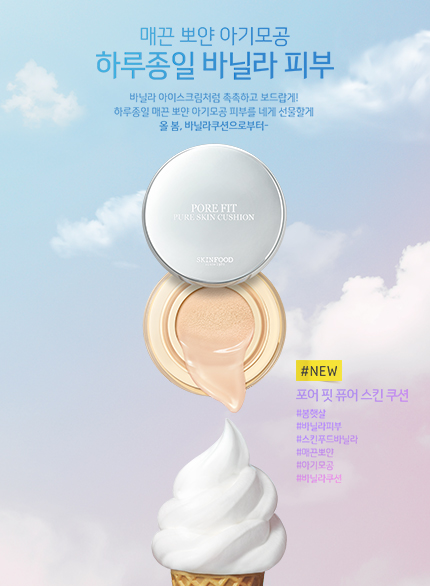 매끈 뽀얀 아기모공
하루종일 바닐라 피부
바닐라 아이스크림처럼 촉촉하고 보드랍게!
하루종일 매끈 뽀얀 아기모공 피부를 네게 선물할게
올 봄, 바닐라쿠션으로부터-
PORE FIT
PURE SKIN CUSHION
SKINFOOD
#NEW
포어 핏 퓨어 스킨 쿠션
#봄햇살
#바닐라피부
#스킨푸드바닐라
#매끈뽀얀
#아기모공
#바닐라쿠션